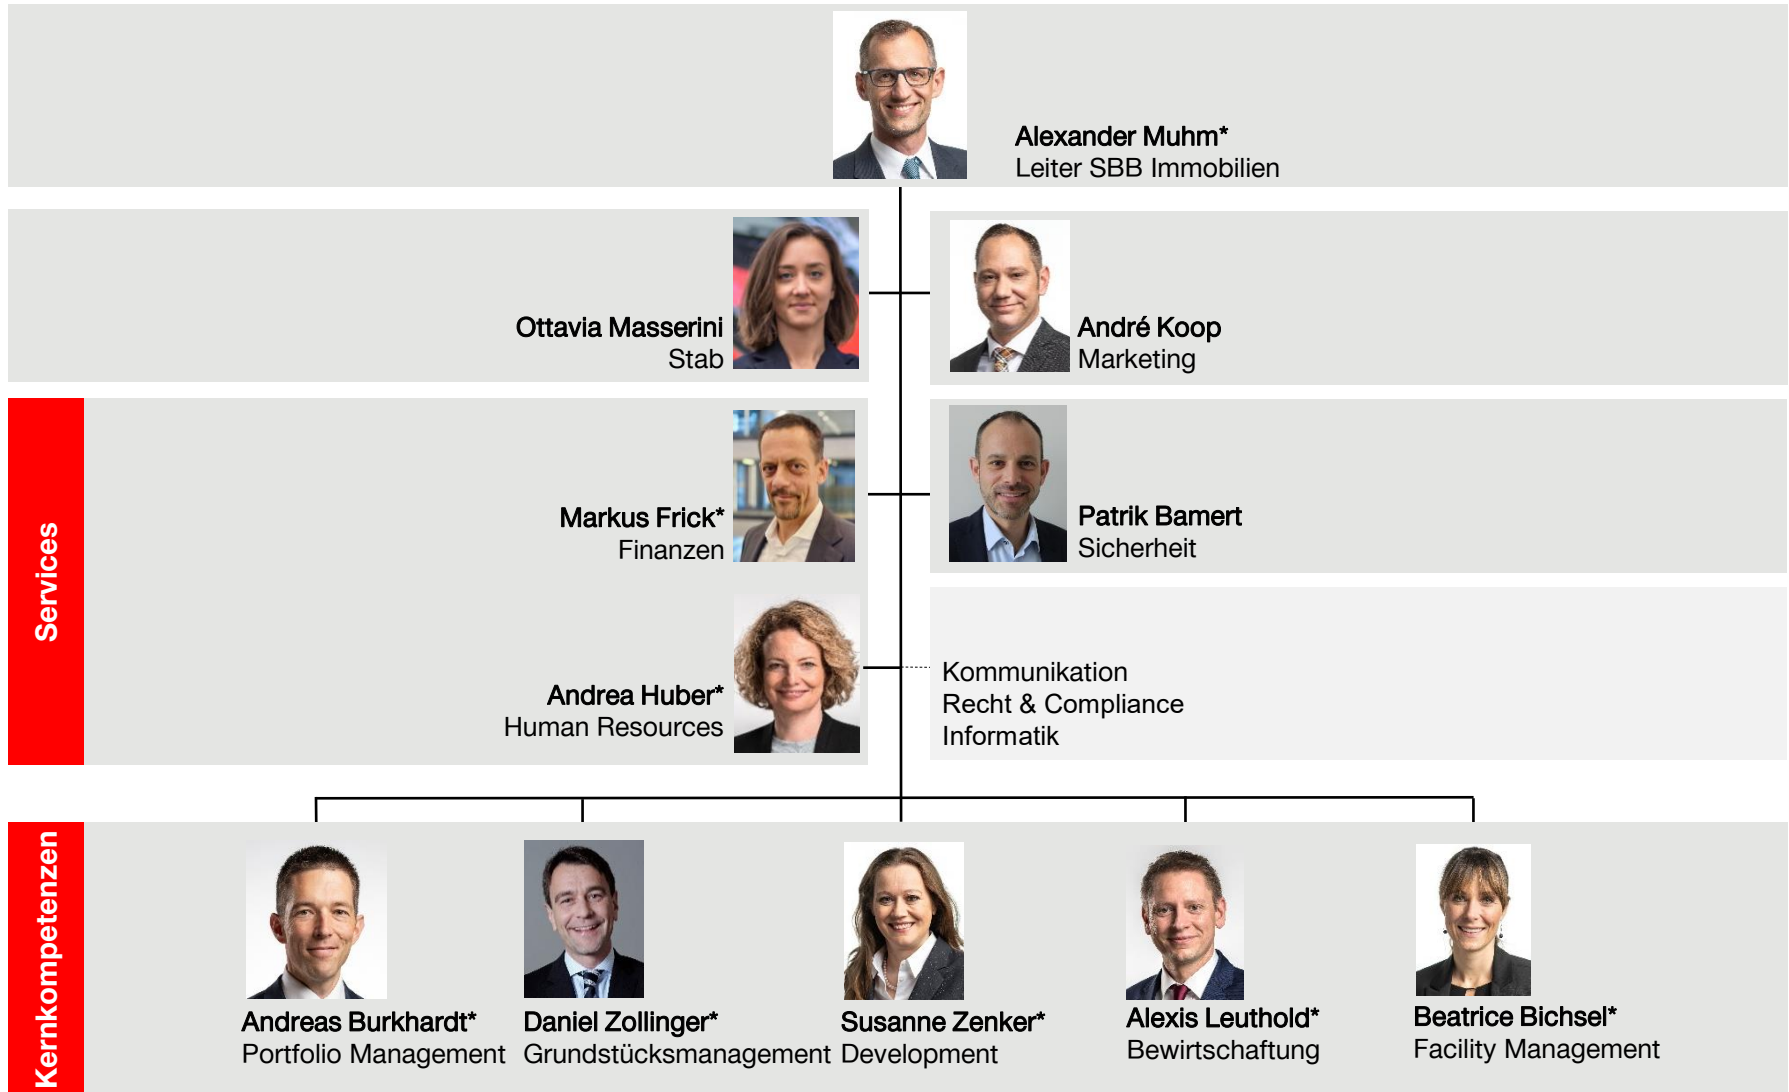 Alexander Muhm*
Leiter SBB Immobilien
Ottavia Masserini
Stab
André Koop
Marketing
Services
Markus Frick*
Finanzen
Patrik Bamert
Sicherheit
Andrea Huber*
Human Resources
Kommunikation
Recht & Compliance
Informatik
Kernkompetenzen
Andreas Burkhardt*
Portfolio Management
Daniel Zollinger*
Grundstücksmanagement
Susanne Zenker*
Development
Alexis Leuthold*
Bewirtschaftung
Beatrice Bichsel*
Facility Management